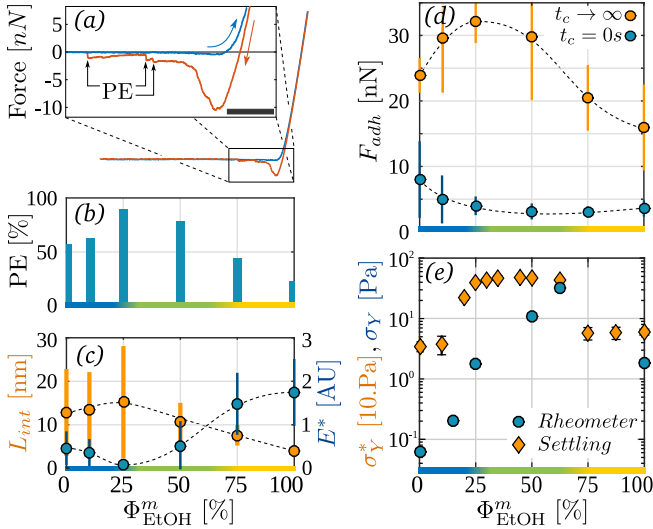 (a)
Force [nN]
0
-5
-10
PE
(b)
PE [%]
100
50
0
(c)
L_int [nm]
30
20
10
0
3
2
1
0
E* [AU]
0
25
50
75
100
Φ^m_EtOH [%]
(d)
t_c → ∞
t_c = 0s
F_adh [nN]
30
20
10
0
(e)
σ*_Y [10.Pa], σ_Y [Pa]
10^2
10^1
10^0
10^-1
Rheometer
Settling
0
25
50
75
100
Φ^m_EtOH [%]